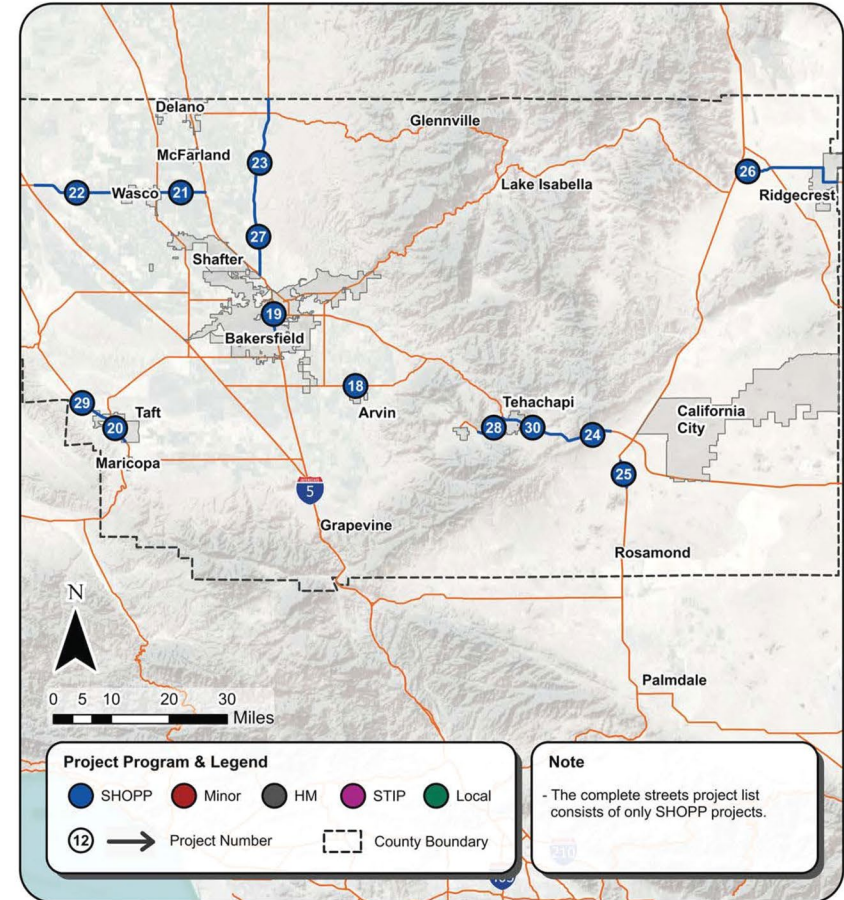 Delano
Glennville
McFarland
23
26
Lake Isabella
22
Wasco
21
Ridgecrest
27
Shafter
19
Bakersfield
18
29
Taft
Arvin
Tehachapi
California
City
20
28
30
24
Maricopa
25
5
Grapevine
Rosamond
N
Palmdale
0 5 10 20 30
Miles
Project Program & Legend
SHOPP
Minor
HM
STIP
Local
12
Project Number
County Boundary
Note
- The complete streets project list
consists of only SHOPP projects.
210